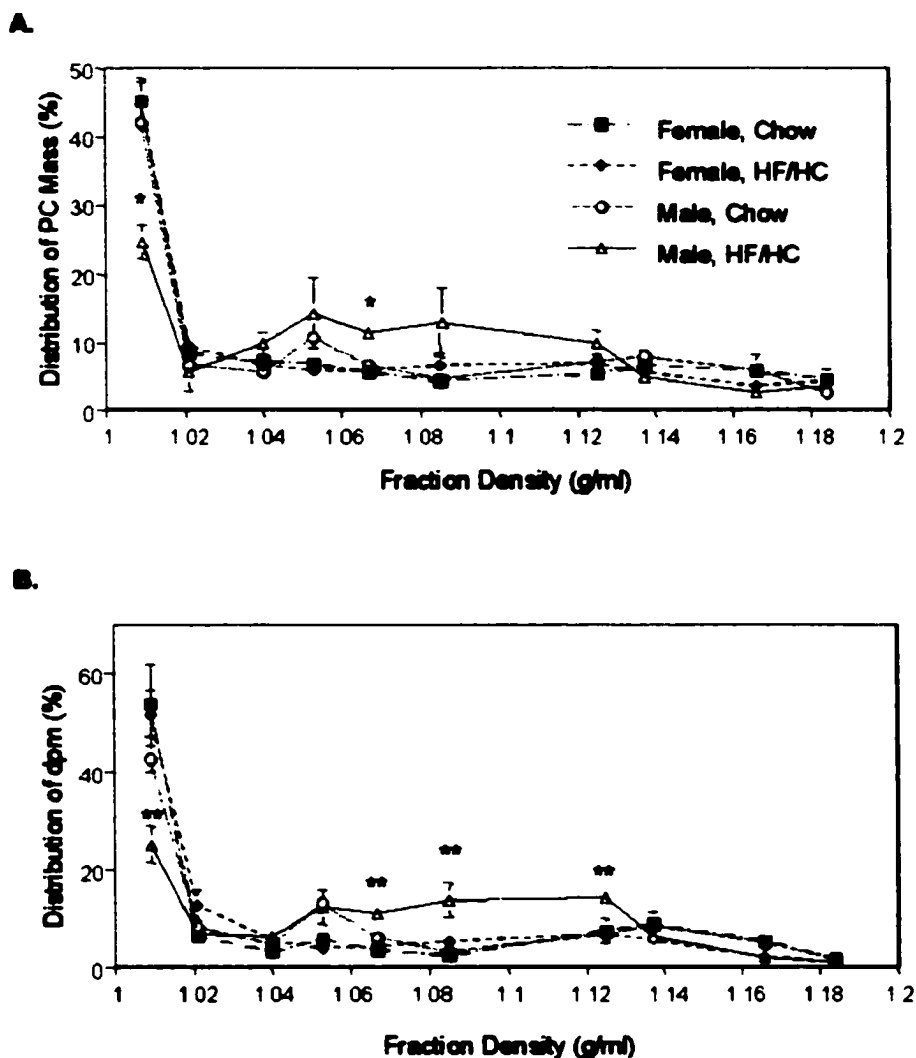 A.
Distribution of PC Mass (%)
50
40
30
20
10
0
*
*
Female, Chow
Female, HF/HC
Male, Chow
Male, HF/HC
1 1 02 1 04 1 06 1 08 1 1 1 12 1 14 1 16 1 18 1 2
Fraction Density (g/ml)
B.
Distribution of dpm (%)
60
40
20
0
**
**
**
**
1 1 02 1 04 1 06 1 08 1 1 1 12 1 14 1 16 1 18 1 2
Fraction Density (g/ml)